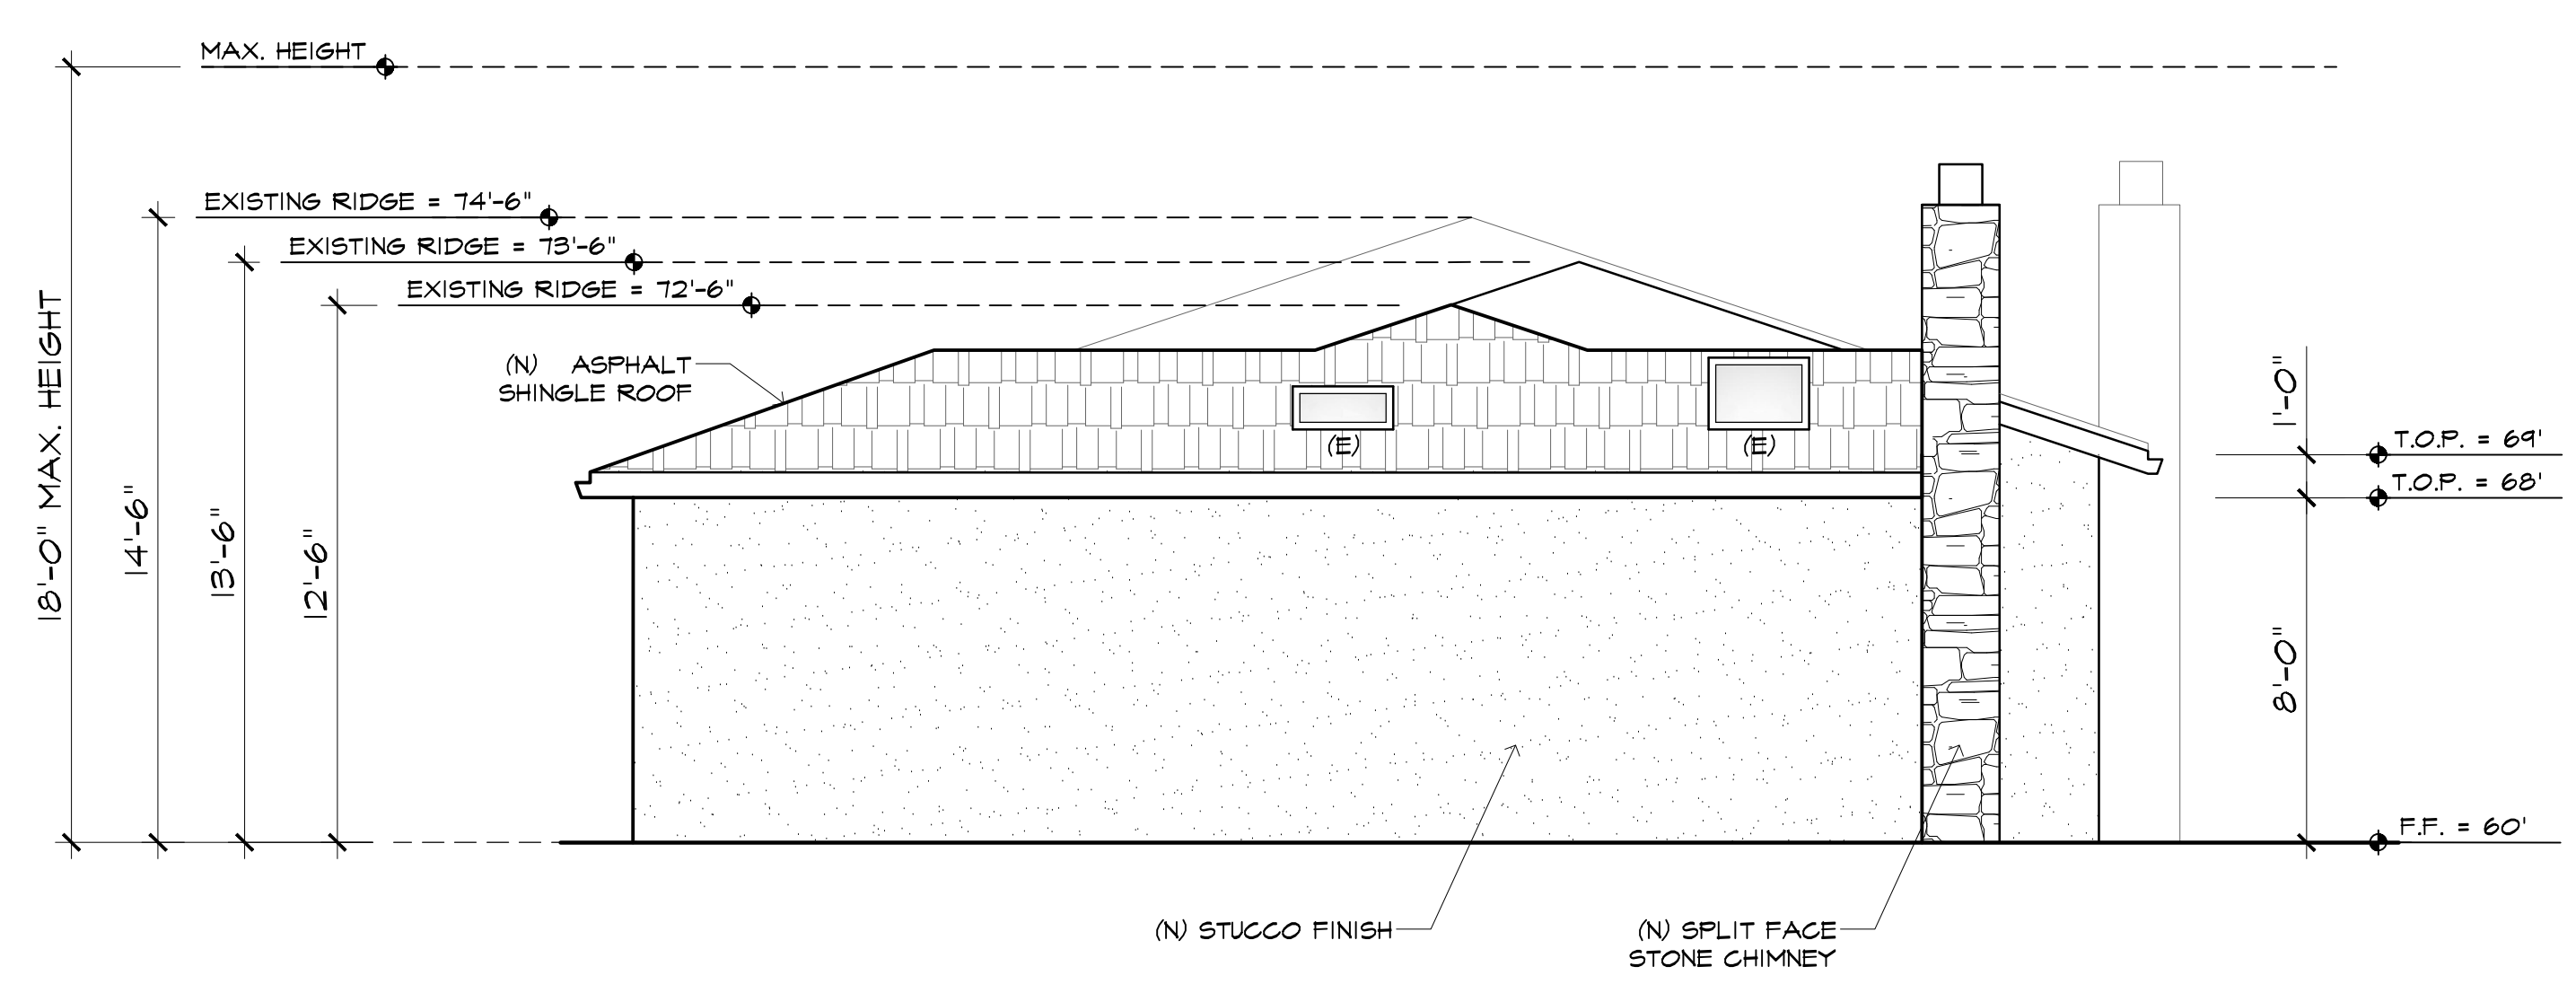 MAX. HEIGHT
EXISTING RIDGE = 74'-6"
EXISTING RIDGE = 73'-6"
EXISTING RIDGE = 72'-6"
18'-0" MAX. HEIGHT
14'-6"
13'-6"
12'-6"
(N) ASPHALT
SHINGLE ROOF
(E)
(E)
1'-0"
T.O.P. = 69'
T.O.P. = 68'
8'-0"
F.F. = 60'
(N) STUCCO FINISH
(N) SPLIT FACE
STONE CHIMNEY